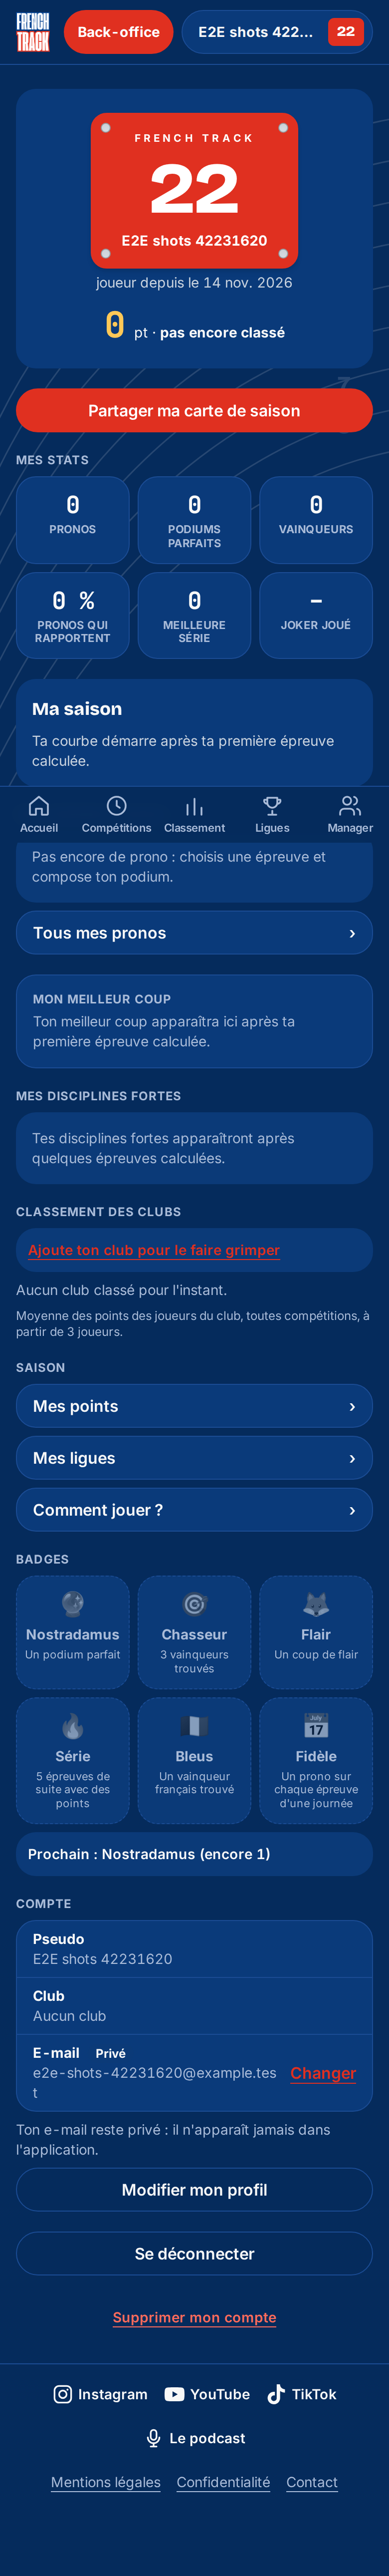 FRENCH
TRACK
Back-office
E2E shots 422...
22
FRENCH TRACK
22
E2E shots 42231620
joueur depuis le 14 nov. 2026
0 pt · pas encore classé
7
Partager ma carte de saison
MES STATS
0
PRONOS
0
PODIUMS
PARFAITS
0
VAINQUEURS
0 %
PRONOS QUI
RAPPORTENT
0
MEILLEURE
SÉRIE
–
JOKER JOUÉ
Ma saison
Ta courbe démarre après ta première épreuve
calculée.
Accueil
Compétitions
Classement
Ligues
Manager
Pas encore de prono : choisis une épreuve et
compose ton podium.
Tous mes pronos ›
MON MEILLEUR COUP
Ton meilleur coup apparaîtra ici après ta
première épreuve calculée.
MES DISCIPLINES FORTES
Tes disciplines fortes apparaîtront après
quelques épreuves calculées.
CLASSEMENT DES CLUBS
Ajoute ton club pour le faire grimper
Aucun club classé pour l'instant.
Moyenne des points des joueurs du club, toutes compétitions, à
partir de 3 joueurs.
SAISON
Mes points ›
Mes ligues ›
Comment jouer ? ›
BADGES
Nostradamus
Un podium parfait
Chasseur
3 vainqueurs
trouvés
Flair
Un coup de flair
Série
5 épreuves de
suite avec des
points
Bleus
Un vainqueur
français trouvé
July
17
Fidèle
Un prono sur
chaque épreuve
d'une journée
Prochain : Nostradamus (encore 1)
COMPTE
Pseudo
E2E shots 42231620
Club
Aucun club
E-mail Privé
e2e-shots-42231620@example.tes
t
Changer
Ton e-mail reste privé : il n'apparaît jamais dans
l'application.
Modifier mon profil
Se déconnecter
Supprimer mon compte
Instagram
YouTube
TikTok
Le podcast
Mentions légales
Confidentialité
Contact